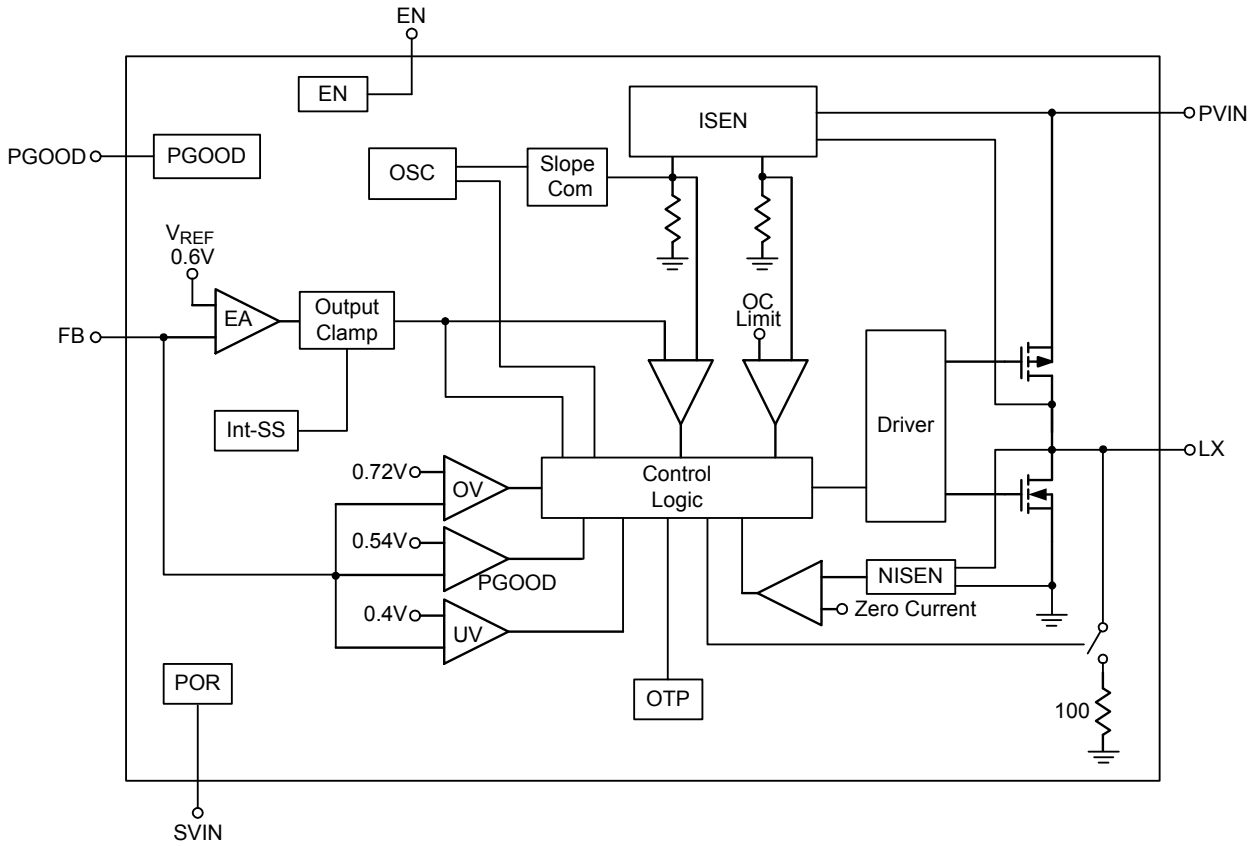 EN
EN
ISEN
PVIN
PGOOD
PGOOD
OSC
Slope
Com
VREF
0.6V
EA
Output
Clamp
OC
Limit
FB
Int-SS
Driver
LX
0.72V
OV
Control
Logic
0.54V
PGOOD
NISEN
0.4V
UV
Zero Current
POR
OTP
100
SVIN